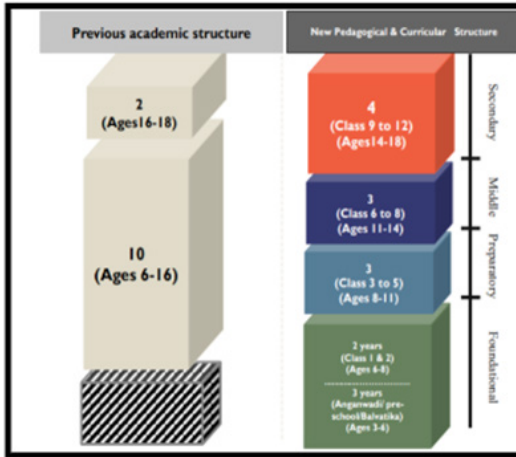 Previous academic structure
New Pedagogical & Curricular Structure
2
(Ages16-18)
10
(Ages 6-16)
4
(Class 9 to 12)
(Ages14-18)
3
(Class 6 to 8)
(Ages 11-14)
3
(Class 3 to 5)
(Ages 8-11)
2 years
(Class 1 & 2)
(Ages 6-8)
3 years
(Anganwadi/ pre-
school/Balvatika)
(Ages 3-6)
Secondary
Middle
Preparatory
Foundational